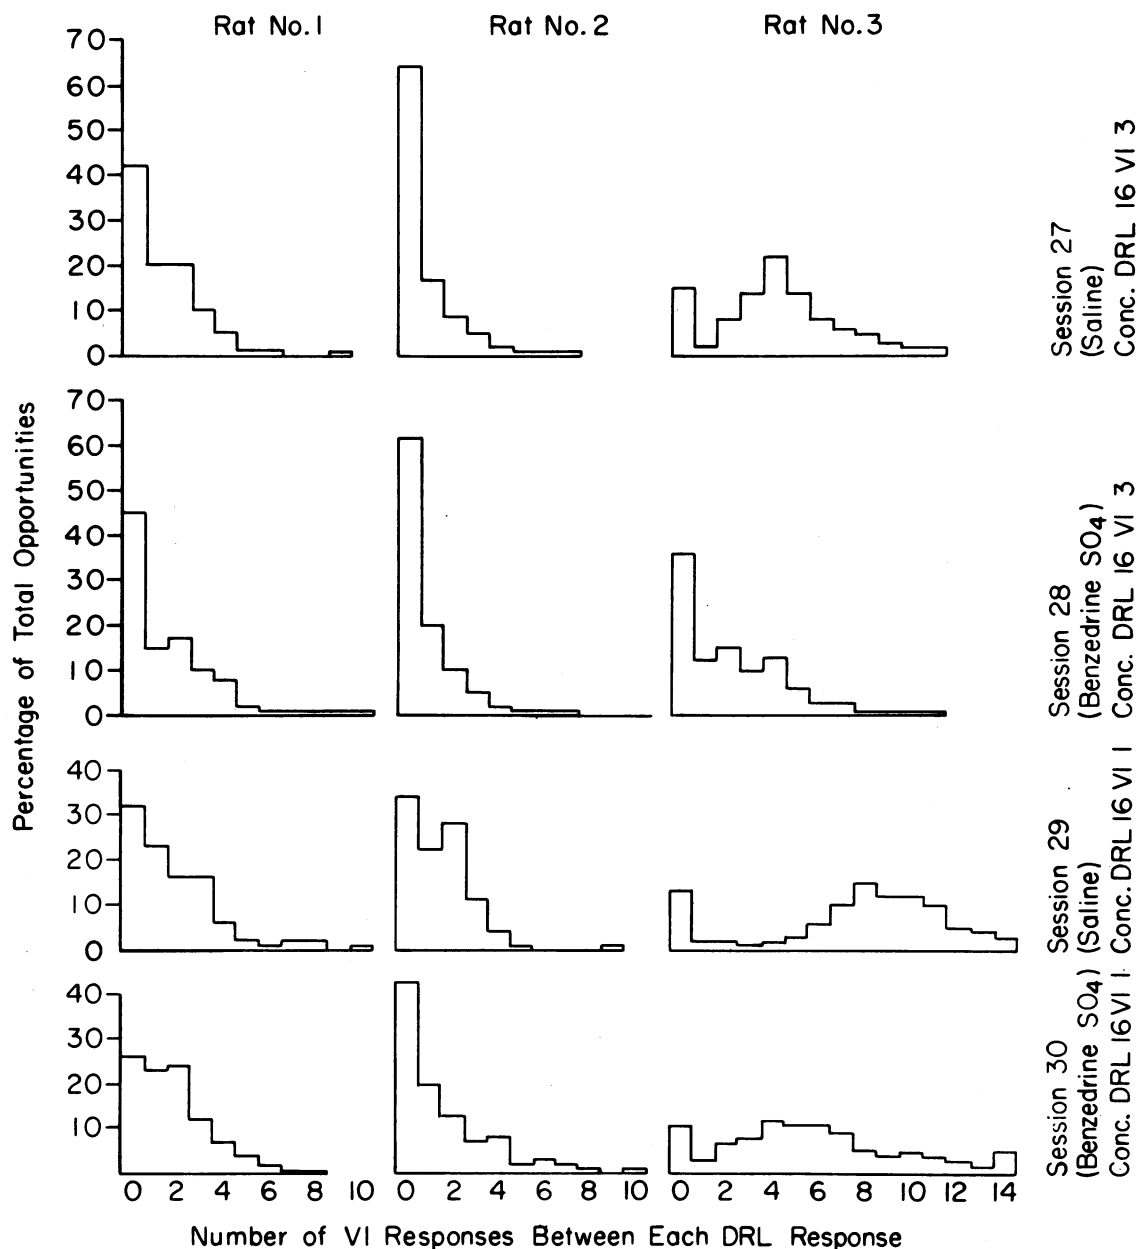 Rat No. 1 Rat No. 2 Rat No. 3
70
60
50
40
30
20
10
0
Session 27
(Saline)
Conc. DRL 16 VI 3
70
60
50
40
30
20
10
0
Session 28
(Benzedrine SO4)
Conc. DRL 16 VI 3
Percentage of Total Opportunities
40
30
20
10
0
Session 29
(Saline)
Conc. DRL 16 VI 1
40
30
20
10
Session 30
(Benzedrine SO4)
Conc. DRL 16 VI 1
0 2 4 6 8 10 0 2 4 6 8 10 0 2 4 6 8 10 12 14
Number of VI Responses Between Each DRL Response